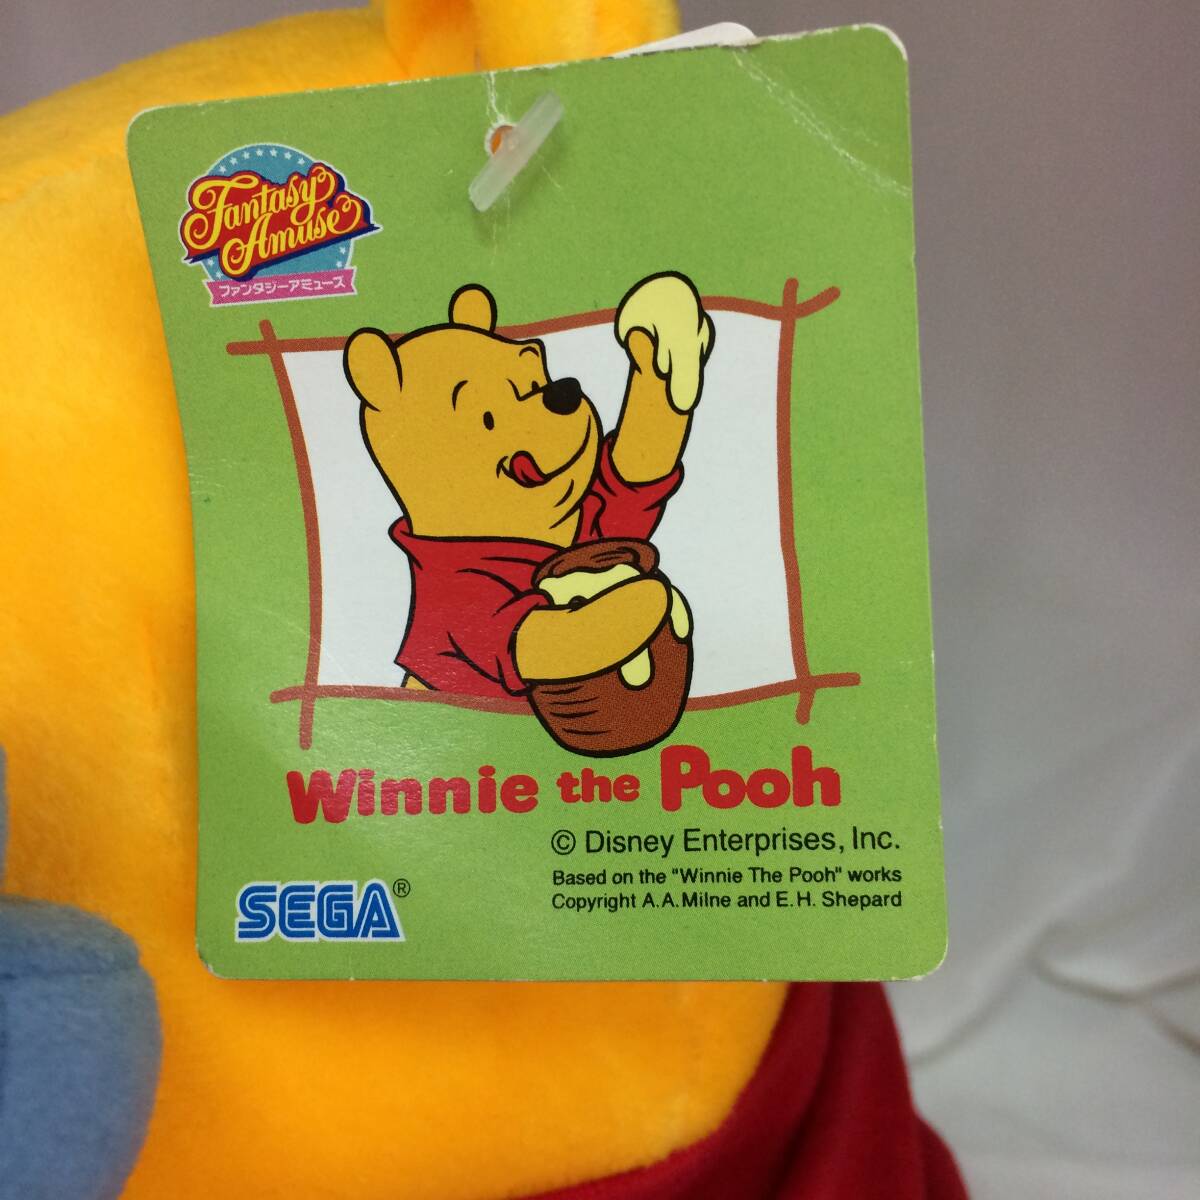 Fantasy
Amuse
ファンタジーアミューズ
Winnie the Pooh
© Disney Enterprises, Inc.
Based on the "Winnie The Pooh" works
Copyright A.A.Milne and E.H. Shepard
SEGA®